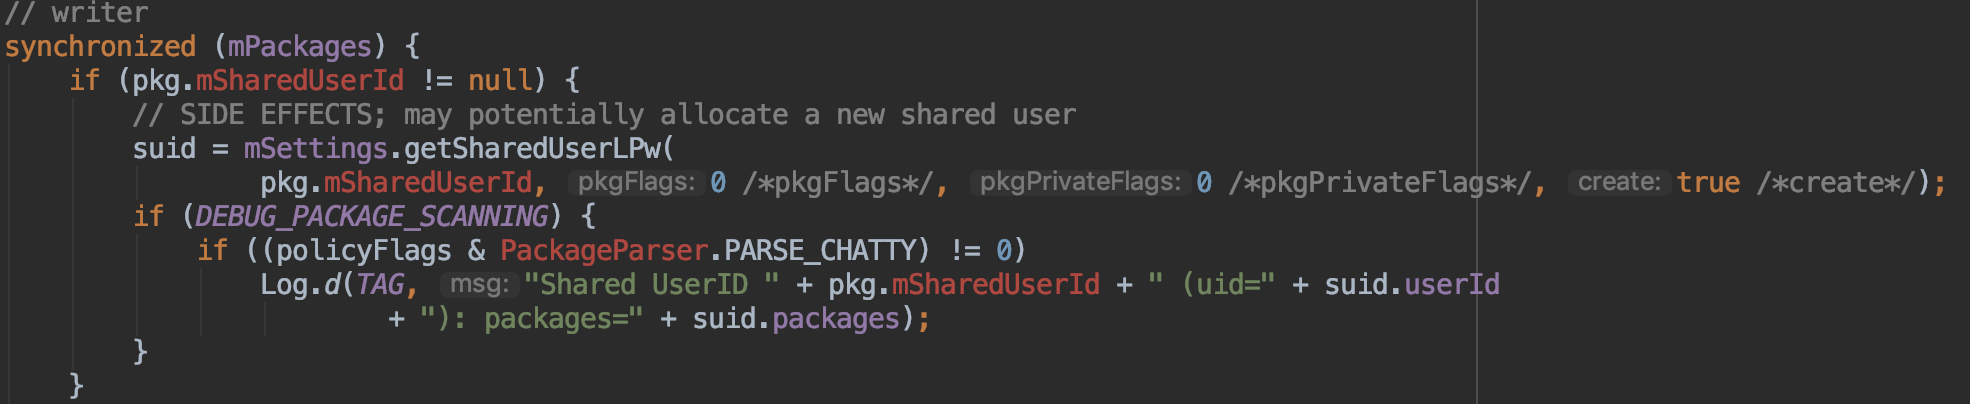 // writer
synchronized (mPackages) {
if (pkg.mSharedUserId != null) {
// SIDE EFFECTS; may potentially allocate a new shared user
suid = mSettings.getSharedUserLPw(
pkg.mSharedUserId, pkgFlags: 0 /*pkgFlags*/, pkgPrivateFlags: 0 /*pkgPrivateFlags*/, create: true /*create*/);
if (DEBUG_PACKAGE_SCANNING) {
if ((policyFlags & PackageParser.PARSE_CHATTY) != 0)
Log.d(TAG, msg: "Shared UserID " + pkg.mSharedUserId + " (uid=" + suid.userId
+ "): packages=" + suid.packages);
}
}